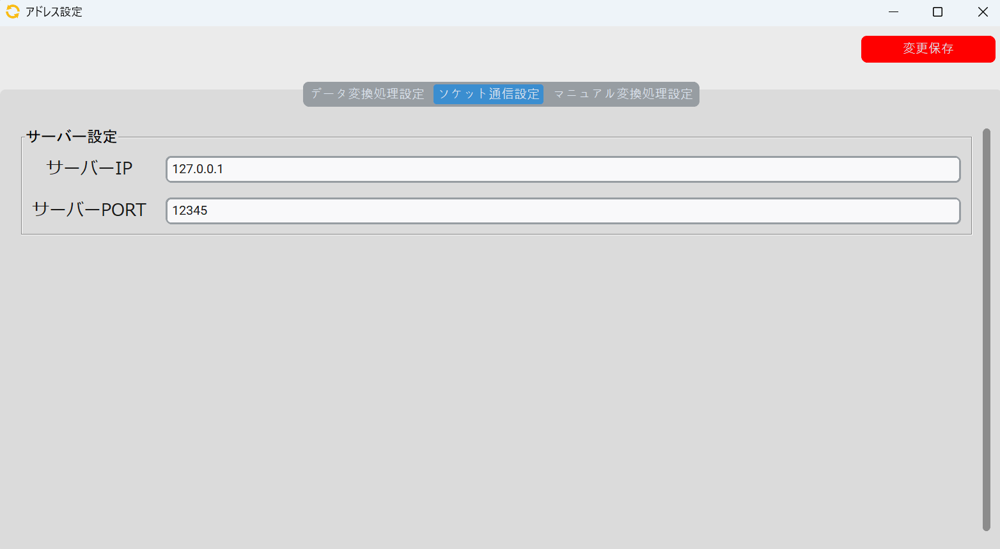 アドレス設定
変更保存
データ変換処理設定 ソケット通信設定 マニュアル変換処理設定
サーバー設定
サーバーIP 127.0.0.1
サーバーPORT 12345